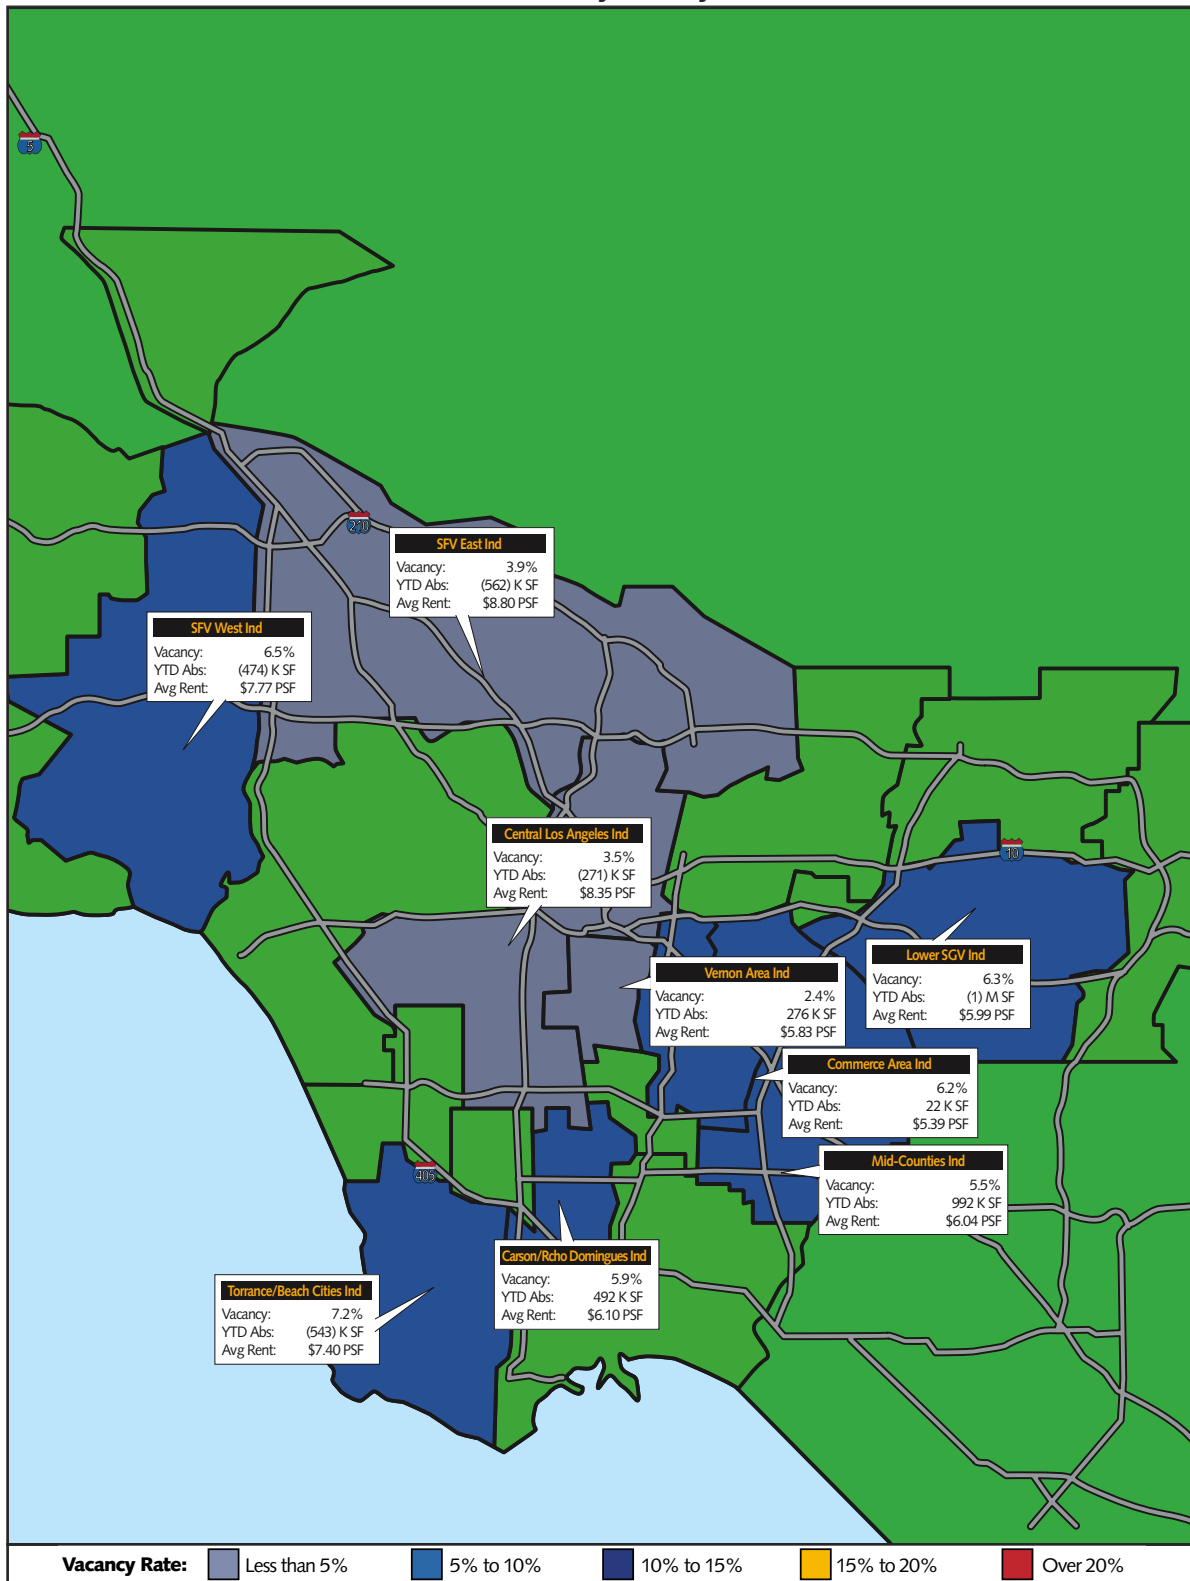 5
210
SFV East Ind
Vacancy: 3.9%
YTD Abs: (562) K SF
Avg Rent: $8.80 PSF
SFV West Ind
Vacancy: 6.5%
YTD Abs: (474) K SF
Avg Rent: $7.77 PSF
Central Los Angeles Ind
Vacancy: 3.5%
YTD Abs: (271) K SF
Avg Rent: $8.35 PSF
10
Lower SGV Ind
Vacancy: 6.3%
YTD Abs: (1) M SF
Avg Rent: $5.99 PSF
Vernon Area Ind
Vacancy: 2.4%
YTD Abs: 276 K SF
Avg Rent: $5.83 PSF
Commerce Area Ind
Vacancy: 6.2%
YTD Abs: 22 K SF
Avg Rent: $5.39 PSF
Mid-Counties Ind
Vacancy: 5.5%
YTD Abs: 992 K SF
Avg Rent: $6.04 PSF
405
Carson/Rcho Domingues Ind
Vacancy: 5.9%
YTD Abs: 492 K SF
Avg Rent: $6.10 PSF
Torrance/Beach Cities Ind
Vacancy: 7.2%
YTD Abs: (543) K SF
Avg Rent: $7.40 PSF
Vacancy Rate: Less than 5% 5% to 10% 10% to 15% 15% to 20% Over 20%